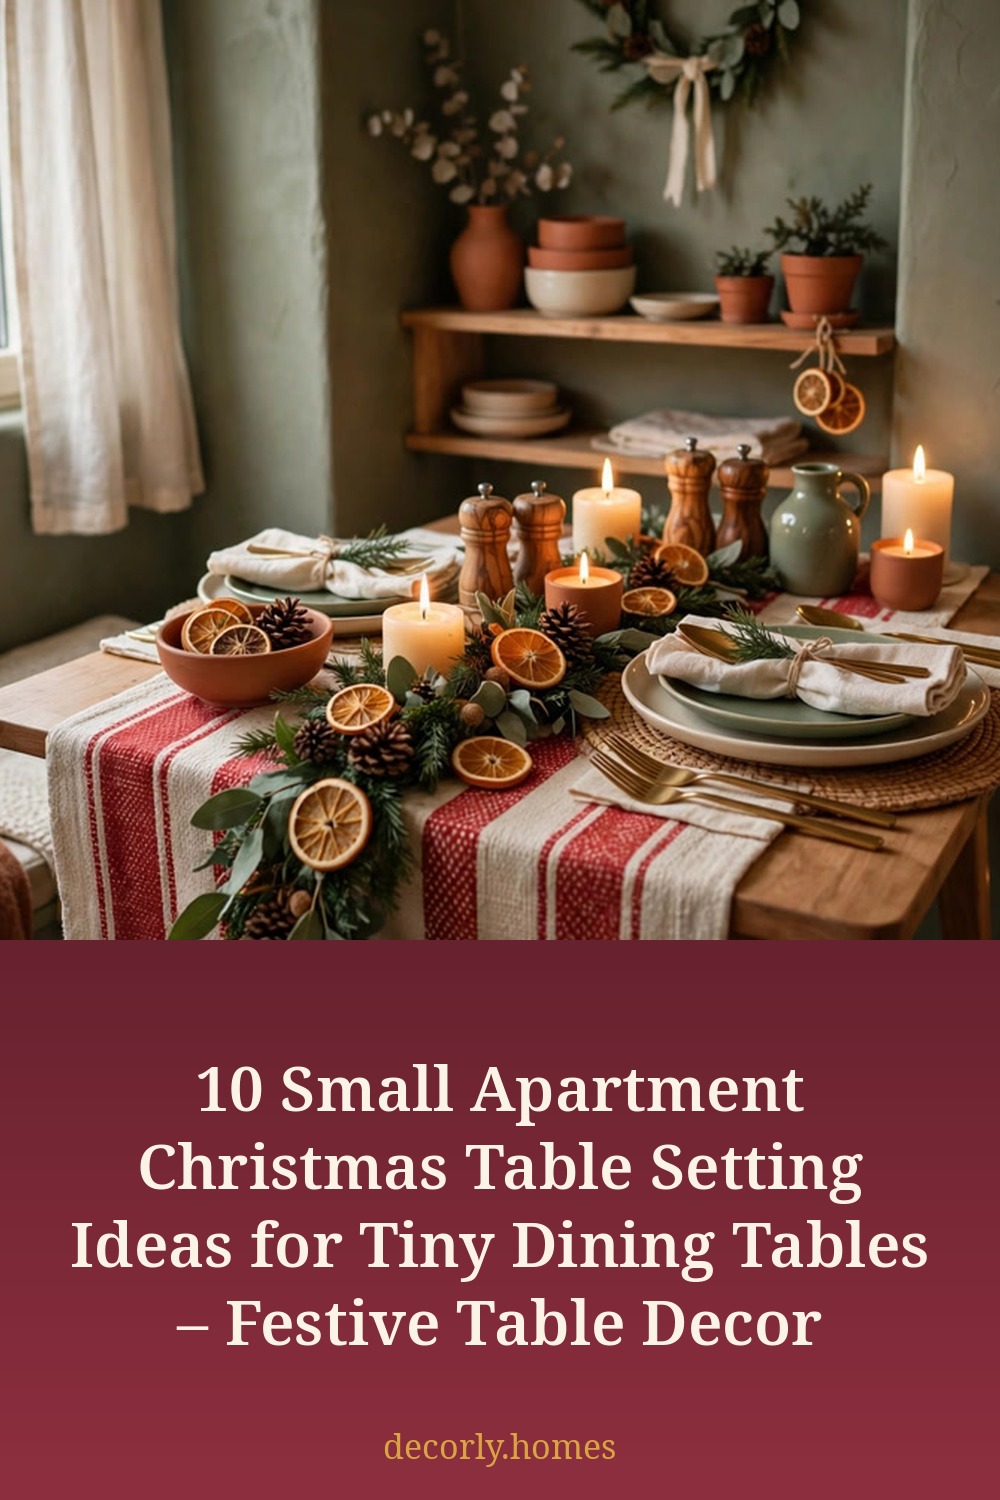 10 Small Apartment
Christmas Table Setting
Ideas for Tiny Dining Tables
– Festive Table Decor
decorly.homes